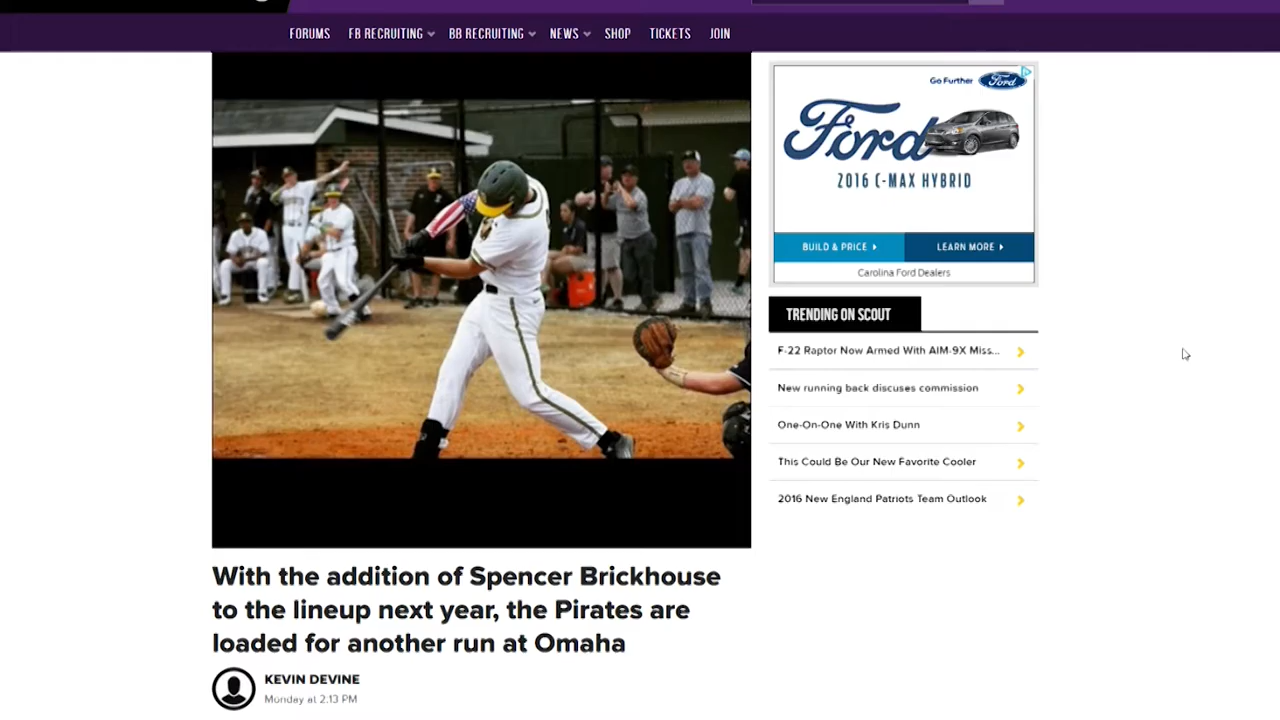 FORUMS FB RECRUITING BB RECRUITING NEWS SHOP TICKETS JOIN
Go Further Ford
Ford
2016 C-MAX HYBRID
BUILD & PRICE LEARN MORE
Carolina Ford Dealers
TRENDING ON SCOUT
F-22 Raptor Now Armed With AIM-9X Miss...
New running back discuses commission
One-On-One With Kris Dunn
This Could Be Our New Favorite Cooler
2016 New England Patriots Team Outlook
With the addition of Spencer Brickhouse
to the lineup next year, the Pirates are
loaded for another run at Omaha
KEVIN DEVINE
Monday at 2:13 PM